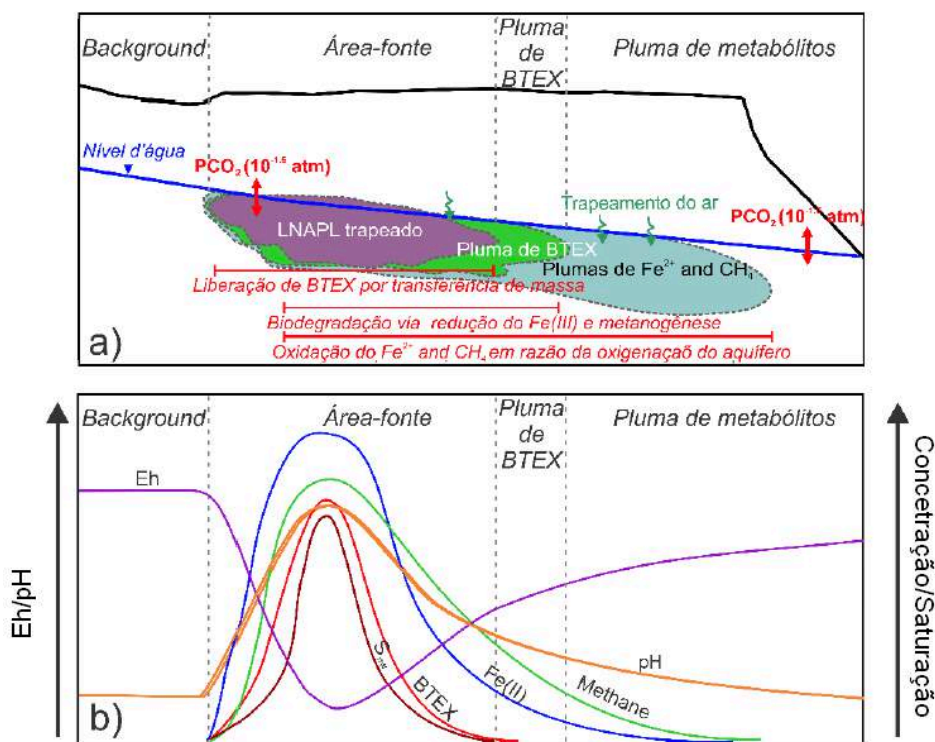 Background
Área-fonte
Pluma
de
BTEX
Pluma de metabólitos
Nível d'água
PCO₂ (10⁻¹·⁵ atm)
Trapeamento do ar
PCO₂ (10⁻¹·⁵ atm)
LNAPL trapeado
Pluma de BTEX
Plumas de Fe²⁺ and CH₄
Liberação de BTEX por transferência de massa
Biodegradação via redução do Fe(III) e metanogênese
Oxidação do Fe²⁺ and CH₄ em razão da oxigenaçaõ do aquífero
a)
Background
Área-fonte
Pluma
de
BTEX
Pluma de metabólitos
Eh
Eh/pH
Concetração/Saturação
BTEX
Fe(II)
Methane
pH
b)